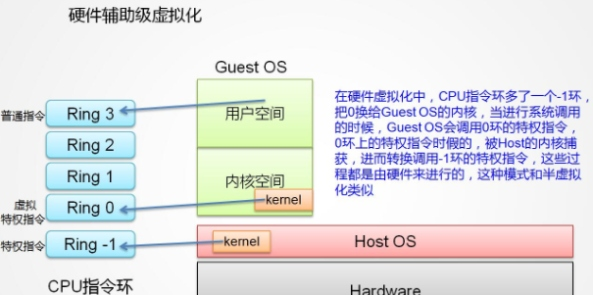 硬件辅助级虚拟化
Guest OS
普通指令
Ring 3
用户空间
Ring 2
Ring 1
内核空间
虚拟
特权指令
Ring 0
kernel
特权指令
Ring -1
kernel
Host OS
CPU指令环
Hardware
在硬件虚拟化中，CPU指令环多了一个-1环，
把0换给Guest OS的内核，当进行系统调用
的时候，Guest OS会调用0环的特权指令，
0环上的特权指令时假的，被Host的内核捕
获，进而转换调用-1环的特权指令，这些过
程都是由硬件来进行的，这种模式和半虚拟
化类似